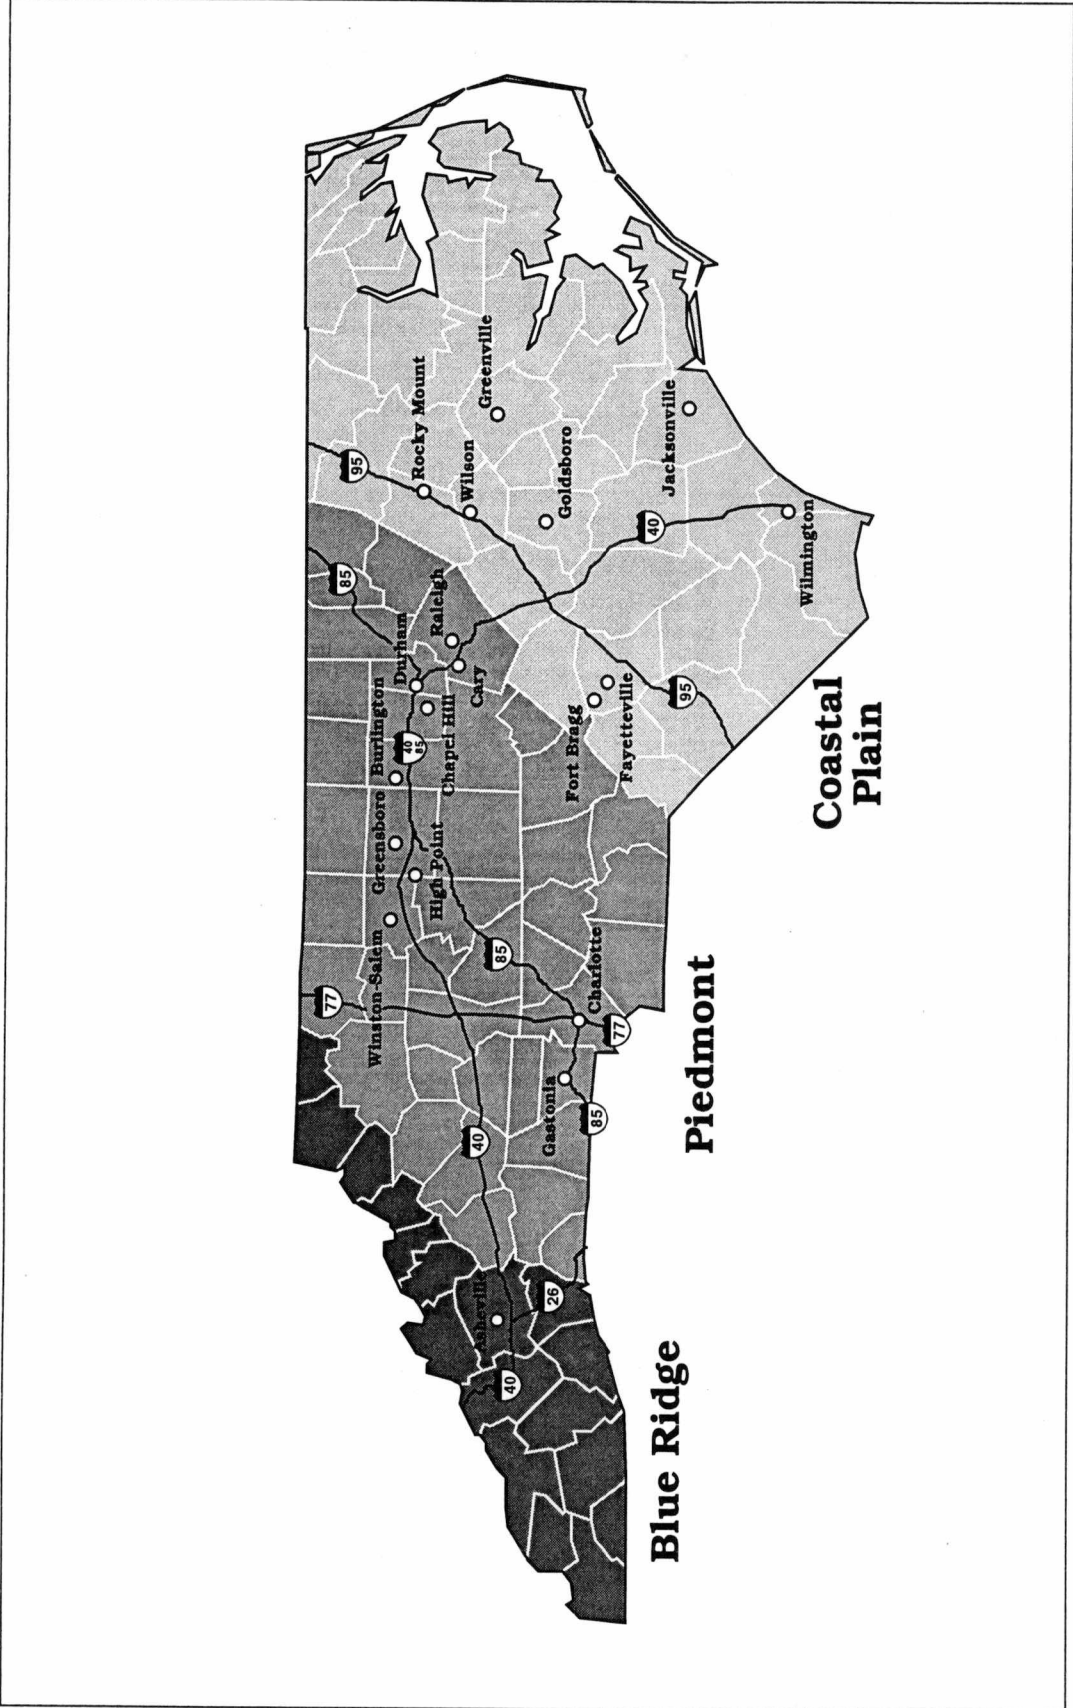 77
85
95
Winston-Salem
Greensboro
Burlington
Durham
Rocky Mount
40
85
High Point
Chapel Hill
Raleigh
Cary
Wilson
Greenville
Asheville
40
40
85
Goldsboro
26
Gastonia
Charlotte
Fort Bragg
Fayetteville
85
77
40
Jacksonville
95
Wilmington
Blue Ridge
Piedmont
Coastal
Plain